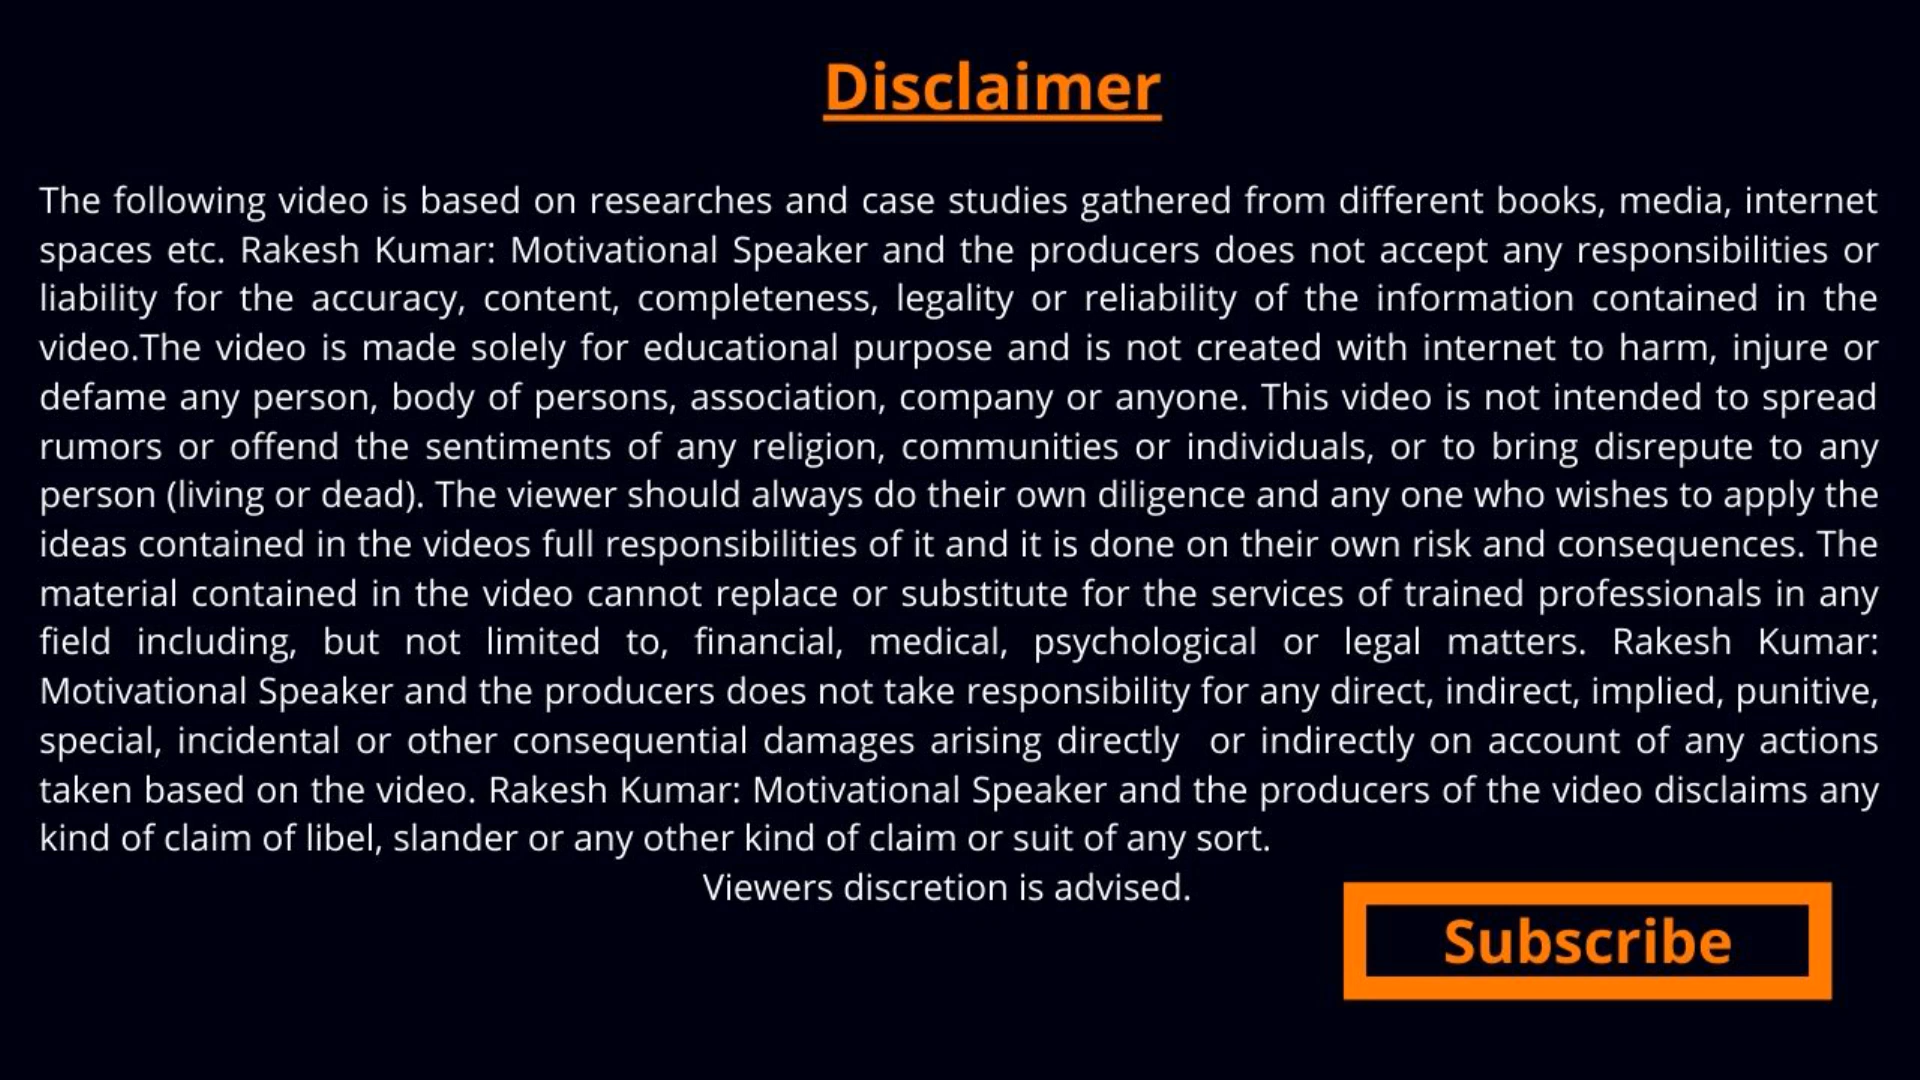 Disclaimer
The following video is based on researches and case studies gathered from different books, media, internet
spaces etc. Rakesh Kumar: Motivational Speaker and the producers does not accept any responsibilities or
liability for the accuracy, content, completeness, legality or reliability of the information contained in the
video.The video is made solely for educational purpose and is not created with internet to harm, injure or
defame any person, body of persons, association, company or anyone. This video is not intended to spread
rumors or offend the sentiments of any religion, communities or individuals, or to bring disrepute to any
person (living or dead). The viewer should always do their own diligence and any one who wishes to apply the
ideas contained in the videos full responsibilities of it and it is done on their own risk and consequences. The
material contained in the video cannot replace or substitute for the services of trained professionals in any
field including, but not limited to, financial, medical, psychological or legal matters. Rakesh Kumar:
Motivational Speaker and the producers does not take responsibility for any direct, indirect, implied, punitive,
special, incidental or other consequential damages arising directly  or indirectly on account of any actions
taken based on the video. Rakesh Kumar: Motivational Speaker and the producers of the video disclaims any
kind of claim of libel, slander or any other kind of claim or suit of any sort.
Viewers discretion is advised.
Subscribe